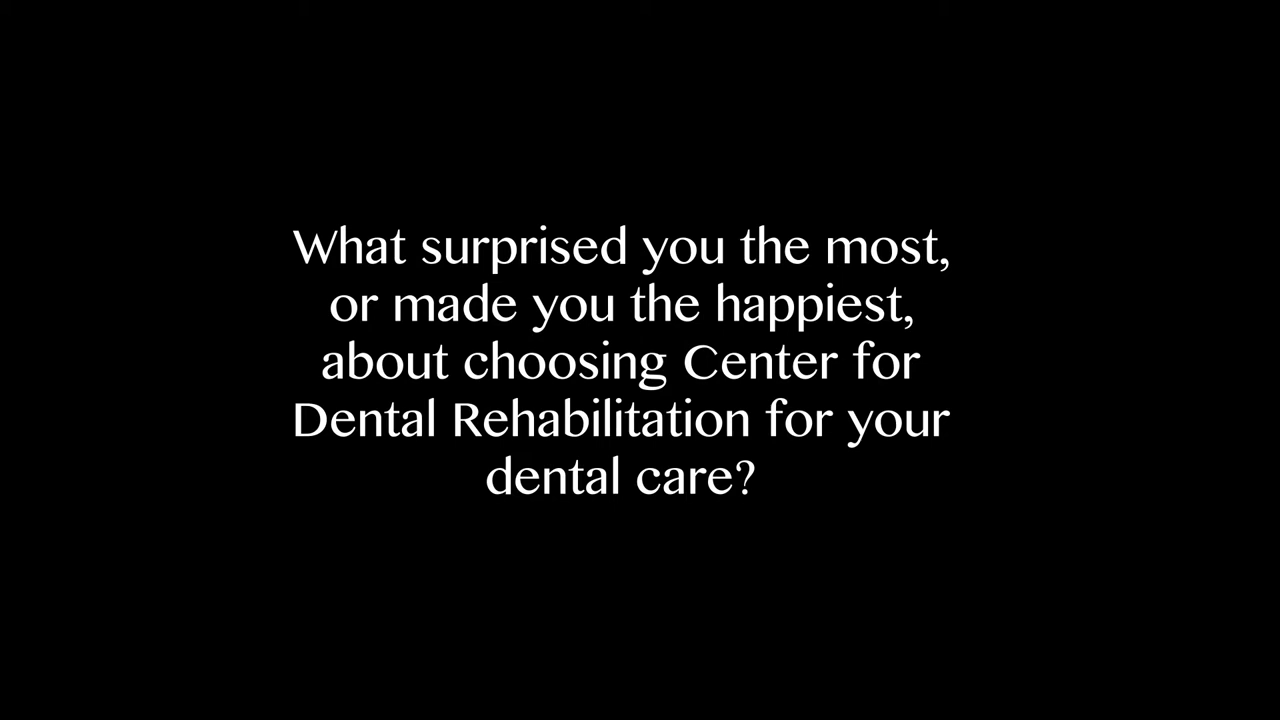 What surprised you the most,
or made you the happiest,
about choosing Center for
Dental Rehabilitation for your
dental care?